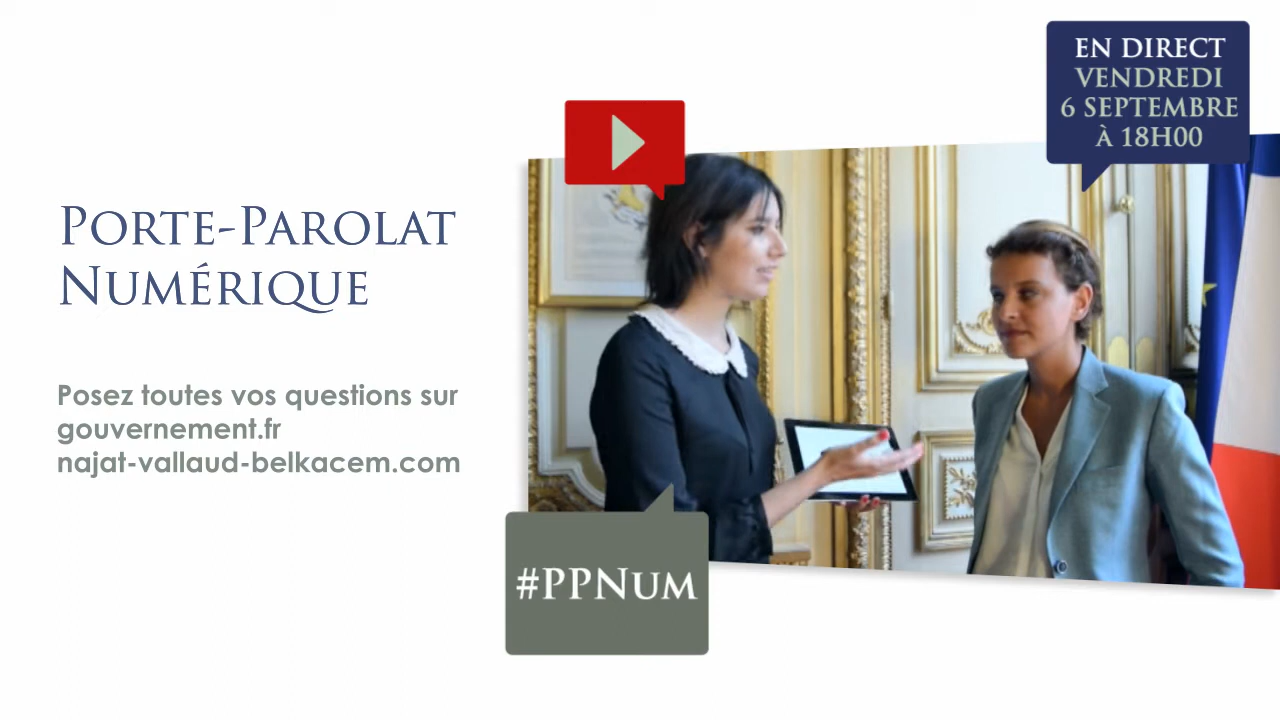 EN DIRECT
VENDREDI
6 SEPTEMBRE
À 18H00
PORTE-PAROLAT
NUMÉRIQUE
Posez toutes vos questions sur
gouvernement.fr
najat-vallaud-belkacem.com
#PPNUM